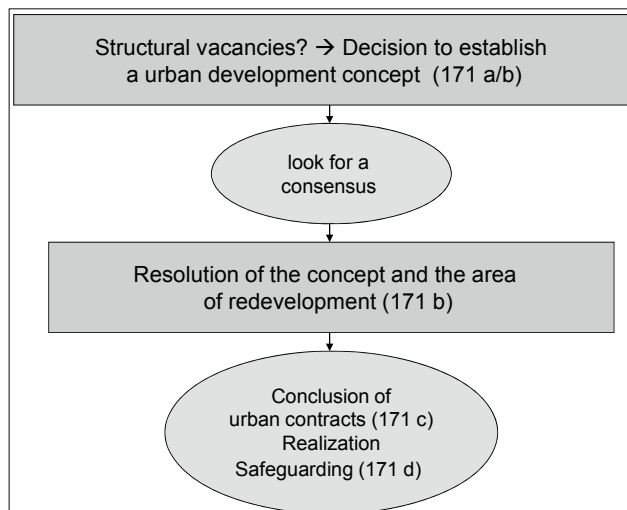 Structural vacancies? → Decision to establish
a urban development concept (171 a/b)
look for a
consensus
Resolution of the concept and the area
of redevelopment (171 b)
Conclusion of
urban contracts (171 c)
Realization
Safeguarding (171 d)